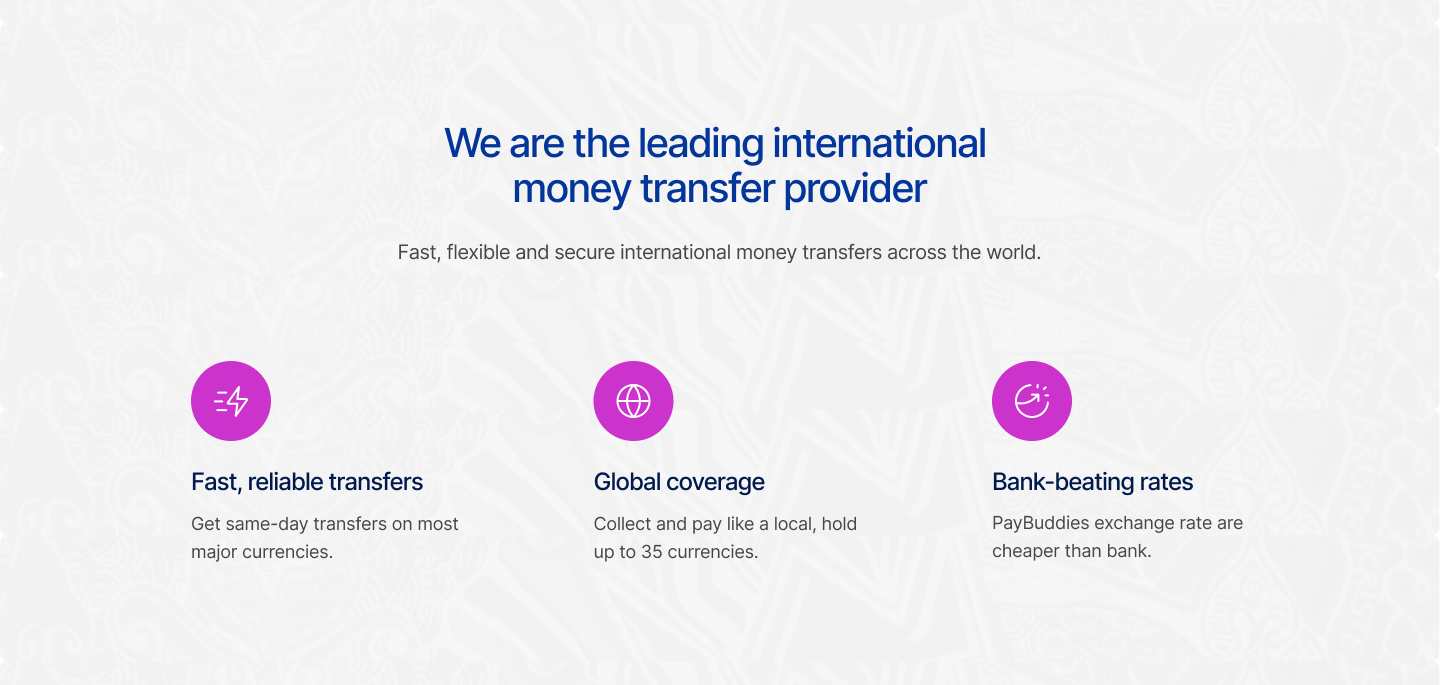 We are the leading international
money transfer provider
Fast, flexible and secure international money transfers across the world.
Fast, reliable transfers
Get same-day transfers on most
major currencies.
Global coverage
Collect and pay like a local, hold
up to 35 currencies.
Bank-beating rates
PayBuddies exchange rate are
cheaper than bank.